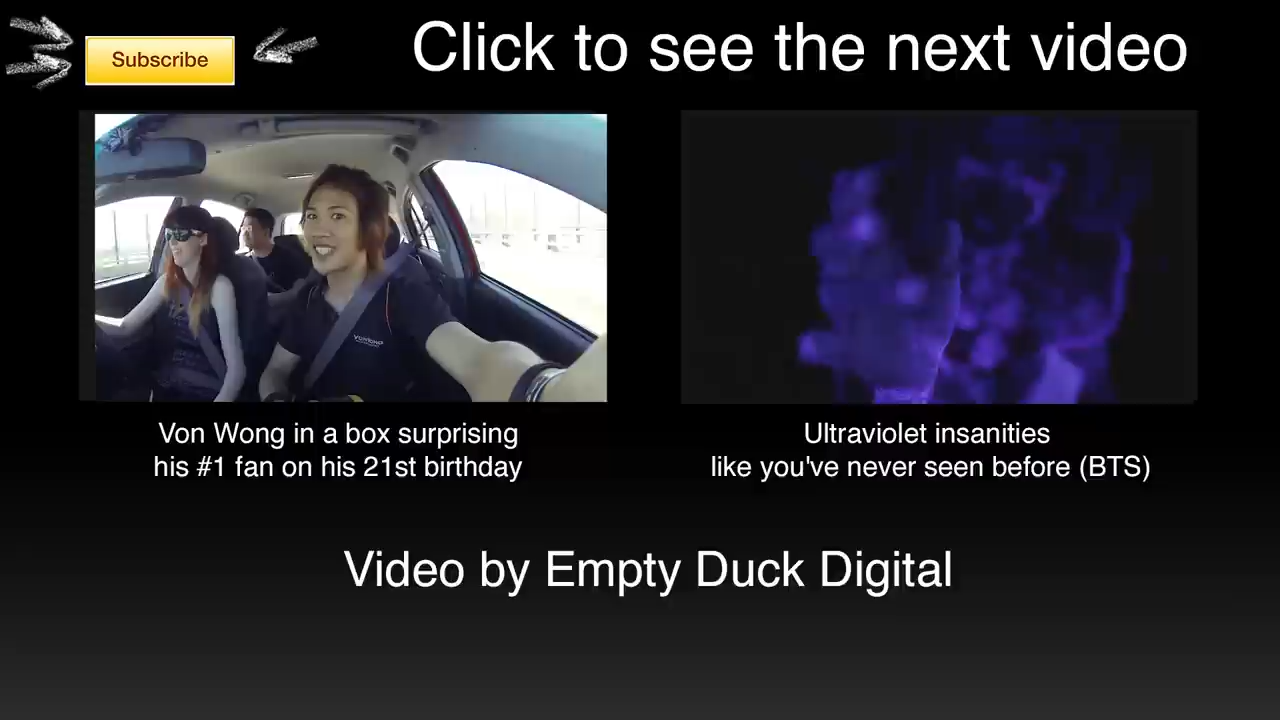 Subscribe
Click to see the next video
Von Wong in a box surprising
his #1 fan on his 21st birthday
Ultraviolet insanities
like you've never seen before (BTS)
Video by Empty Duck Digital